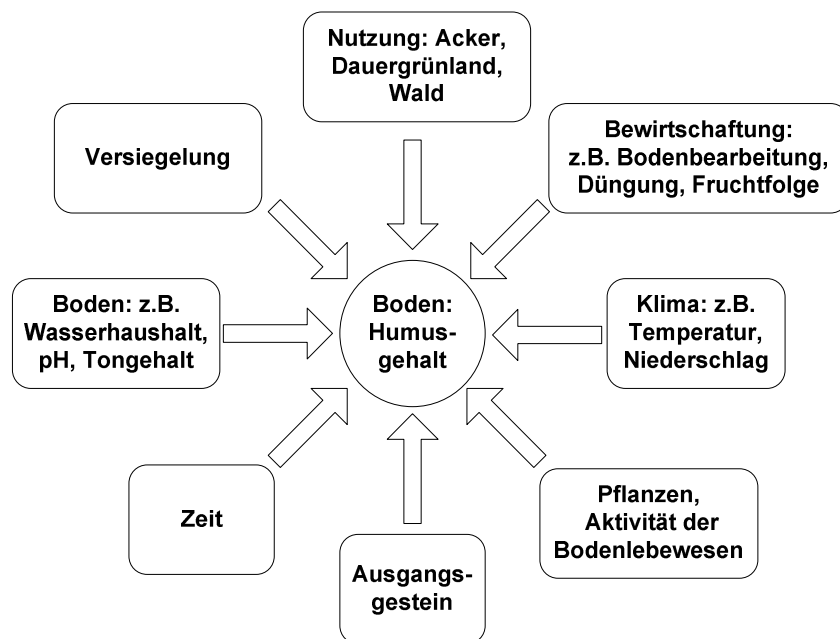 Nutzung: Acker,
Dauergrünland,
Wald
Bewirtschaftung:
z.B. Bodenbearbeitung,
Düngung, Fruchtfolge
Versiegelung
Boden: z.B.
Wasserhaushalt,
pH, Tongehalt
Boden:
Humus-
gehalt
Klima: z.B.
Temperatur,
Niederschlag
Zeit
Pflanzen,
Aktivität der
Bodenlebewesen
Ausgangs-
gestein